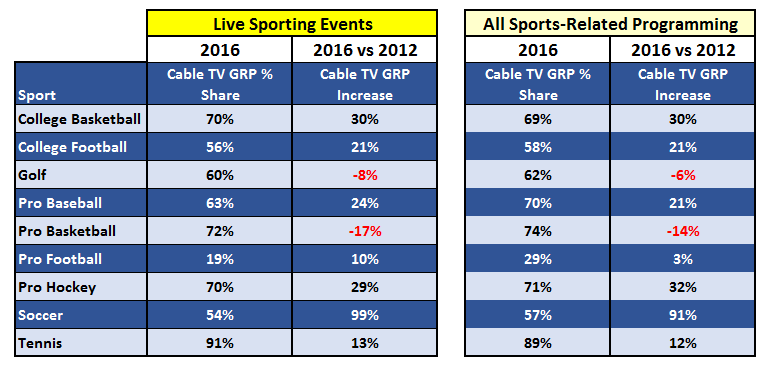 Live Sporting Events All Sports-Related Programming
2016 2016 vs 2012 2016 2016 vs 2012
Sport Cable TV GRP % Share Cable TV GRP Increase Cable TV GRP % Share Cable TV GRP Increase
College Basketball 70% 30% 69% 30%
College Football 56% 21% 58% 21%
Golf 60% -8% 62% -6%
Pro Baseball 63% 24% 70% 21%
Pro Basketball 72% -17% 74% -14%
Pro Football 19% 10% 29% 3%
Pro Hockey 70% 29% 71% 32%
Soccer 54% 99% 57% 91%
Tennis 91% 13% 89% 12%